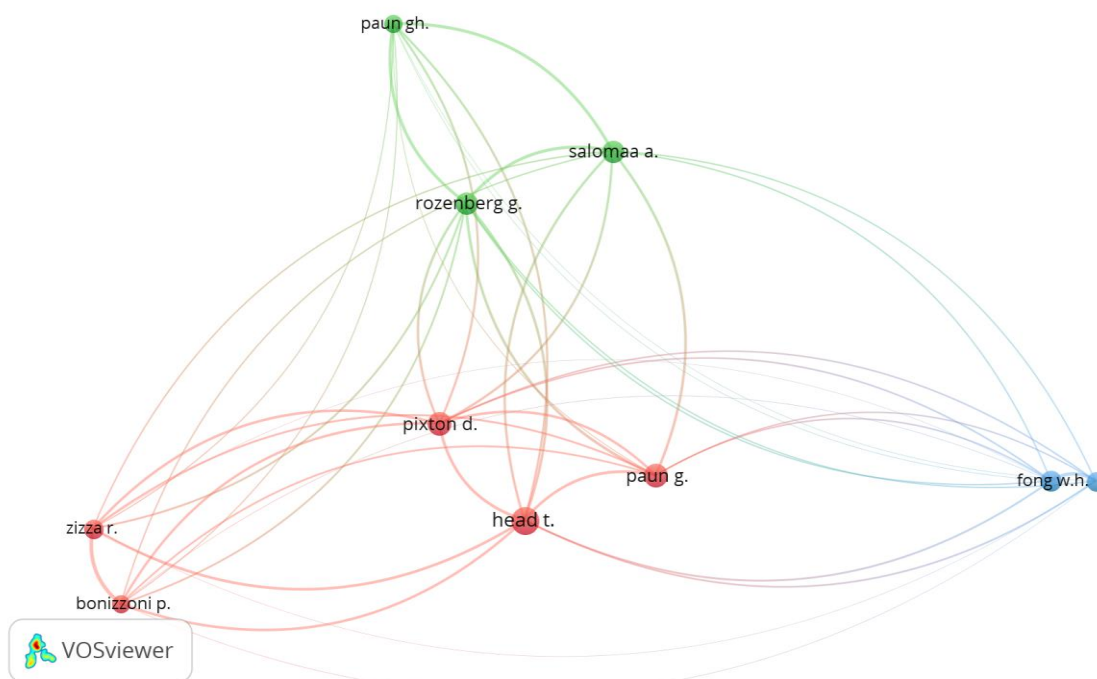 paun gh.
salomaa a.
rozenberg g.
pixton d.
paun g.
fong w.h.
head t.
zizza r.
bonizzoni p.
VOSviewer